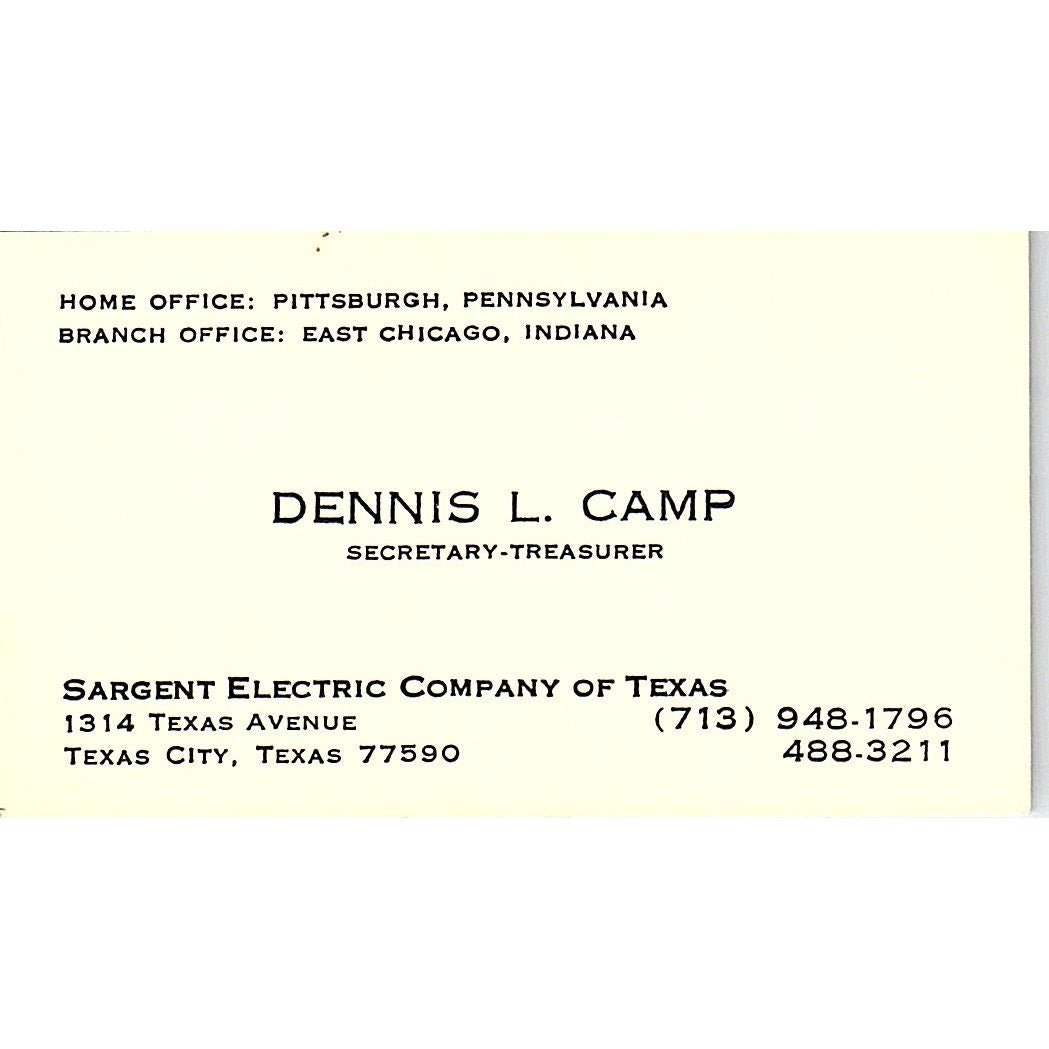 HOME OFFICE: PITTSBURGH, PENNSYLVANIA
BRANCH OFFICE: EAST CHICAGO, INDIANA
DENNIS L. CAMP
SECRETARY-TREASURER
SARGENT ELECTRIC COMPANY OF TEXAS
1314 TEXAS AVENUE
TEXAS CITY, TEXAS 77590
(713) 948-1796
488-3211